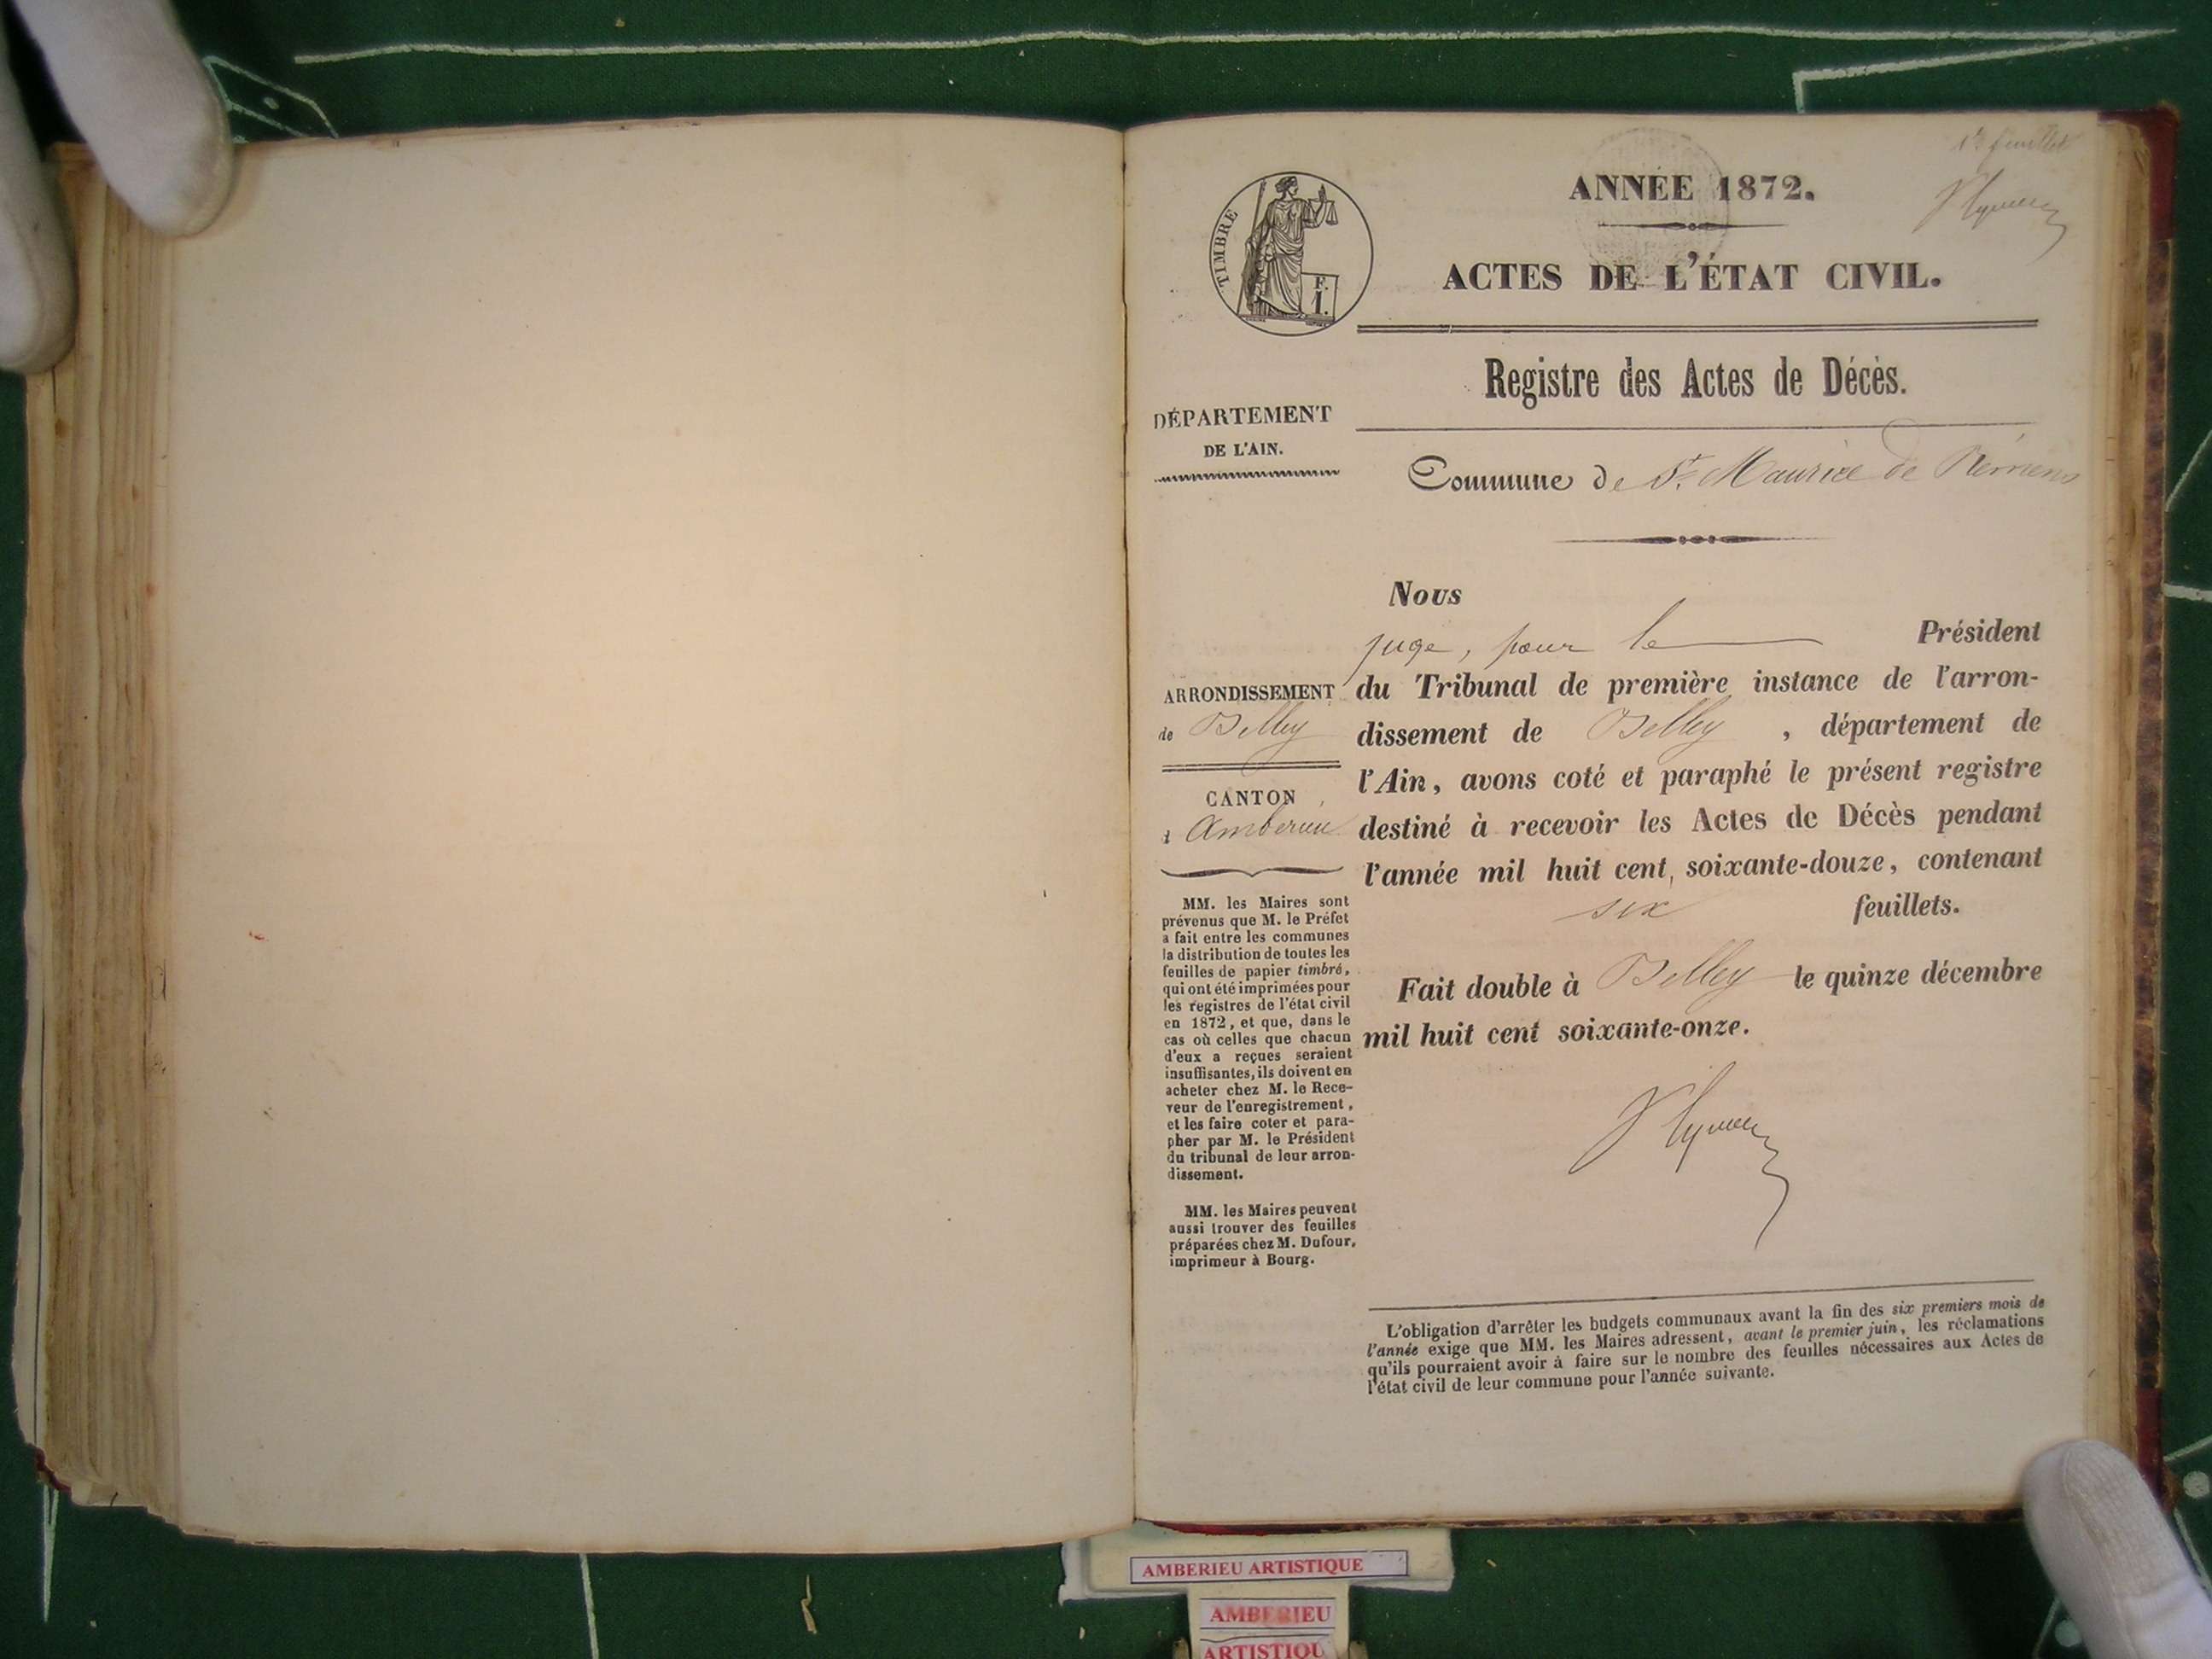 1er feuillet
TIMBRE
F.
1.
ANNÉE 1872.
ACTES DE L'ÉTAT CIVIL.
Registre des Actes de Décès.
DÉPARTEMENT
DE L'AIN.
Commune de St. Maurice de Rémens
ARRONDISSEMENT
de Belley
CANTON
d Amberieu
MM. les Maires sont
prévenus que M. le Préfet
a fait entre les communes
la distribution de toutes les
feuilles de papier timbré,
qui ont été imprimées pour
les registres de l'état civil
en 1872, et que, dans le
cas où celles que chacun
d'eux a reçues seraient
insuffisantes, ils doivent en
acheter chez M. le Rece-
veur de l'enregistrement,
et les faire coter et para-
pher par M. le Président
du tribunal de leur arron-
dissement.
MM. les Maires peuvent
aussi trouver des feuilles
préparées chez M. Dufour,
imprimeur à Bourg.
Nous
juge, pour le Président
du Tribunal de première instance de l'arron-
dissement de Belley , département de
l'Ain, avons coté et paraphé le présent registre
destiné à recevoir les Actes de Décès pendant
l'année mil huit cent soixante-douze, contenant
six feuillets.
Fait double à Belley le quinze décembre
mil huit cent soixante-onze.
L'obligation d'arrêter les budgets communaux avant la fin des six premiers mois de
l'année exige que MM. les Maires adressent, avant le premier juin, les réclamations
qu'ils pourraient avoir à faire sur le nombre des feuilles nécessaires aux Actes de
l'état civil de leur commune pour l'année suivante.
AMBERIEU ARTISTIQUE
AMBERIEU
ARTISTIQU